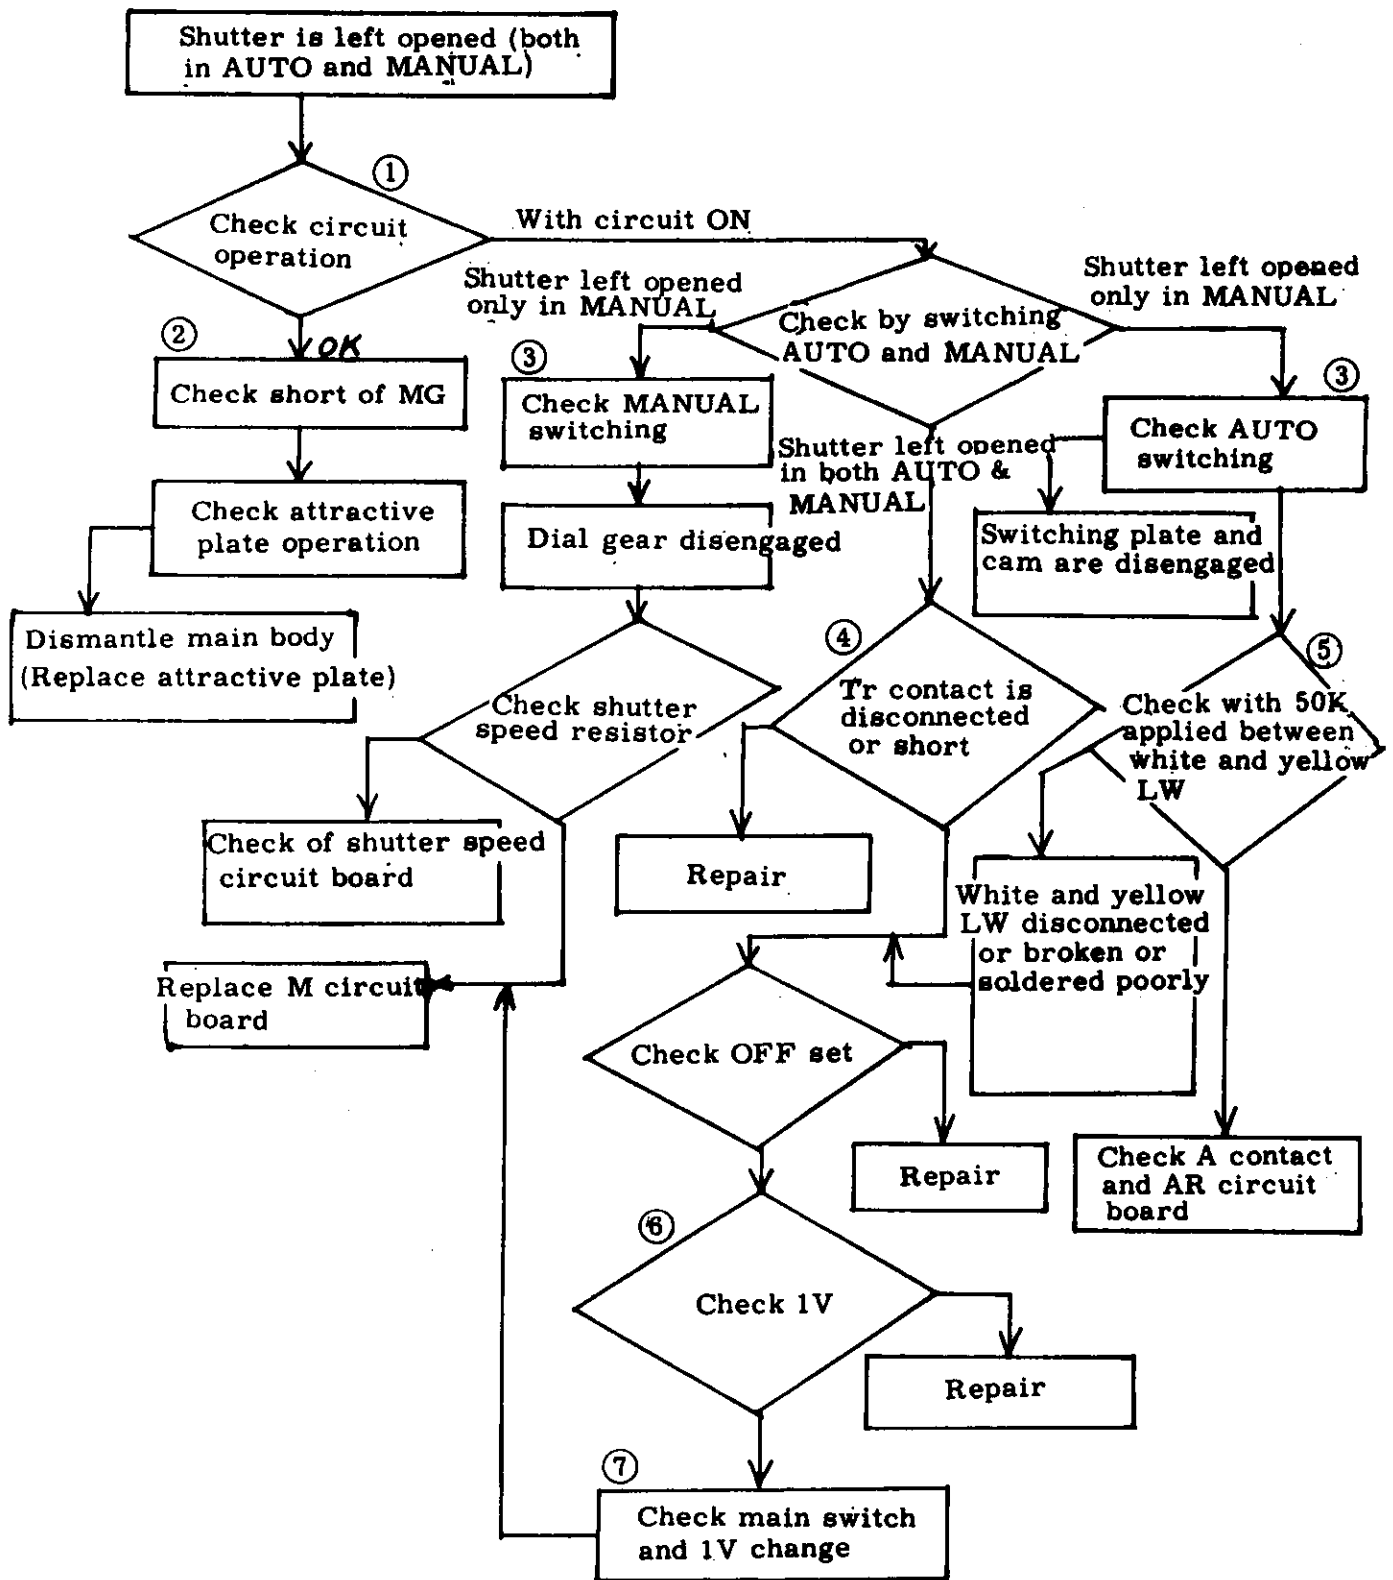 Shutter is left opened (both
in AUTO and MANUAL)
①
Check circuit
operation
With circuit ON
OK
②
Check short of MG
Check attractive
plate operation
Dismantle main body
(Replace attractive plate)
Shutter left opened
only in MANUAL
Check by switching
AUTO and MANUAL
Shutter left opened
only in MANUAL
③
Check MANUAL
switching
Dial gear disengaged
Check shutter
speed resistor
Check of shutter speed
circuit board
Replace M circuit
board
Shutter left opened
in both AUTO &
MANUAL
③
Check AUTO
switching
Switching plate and
cam are disengaged
④
Tr contact is
disconnected
or short
Repair
⑤
Check with 50K
applied between
white and yellow
LW
White and yellow
LW disconnected
or broken or
soldered poorly
Check OFF set
Repair
Check A contact
and AR circuit
board
⑥
Check 1V
Repair
⑦
Check main switch
and 1V change